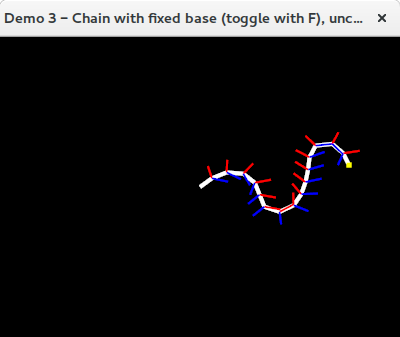 Demo 3 – Chain with fixed base (toggle with F), unc...